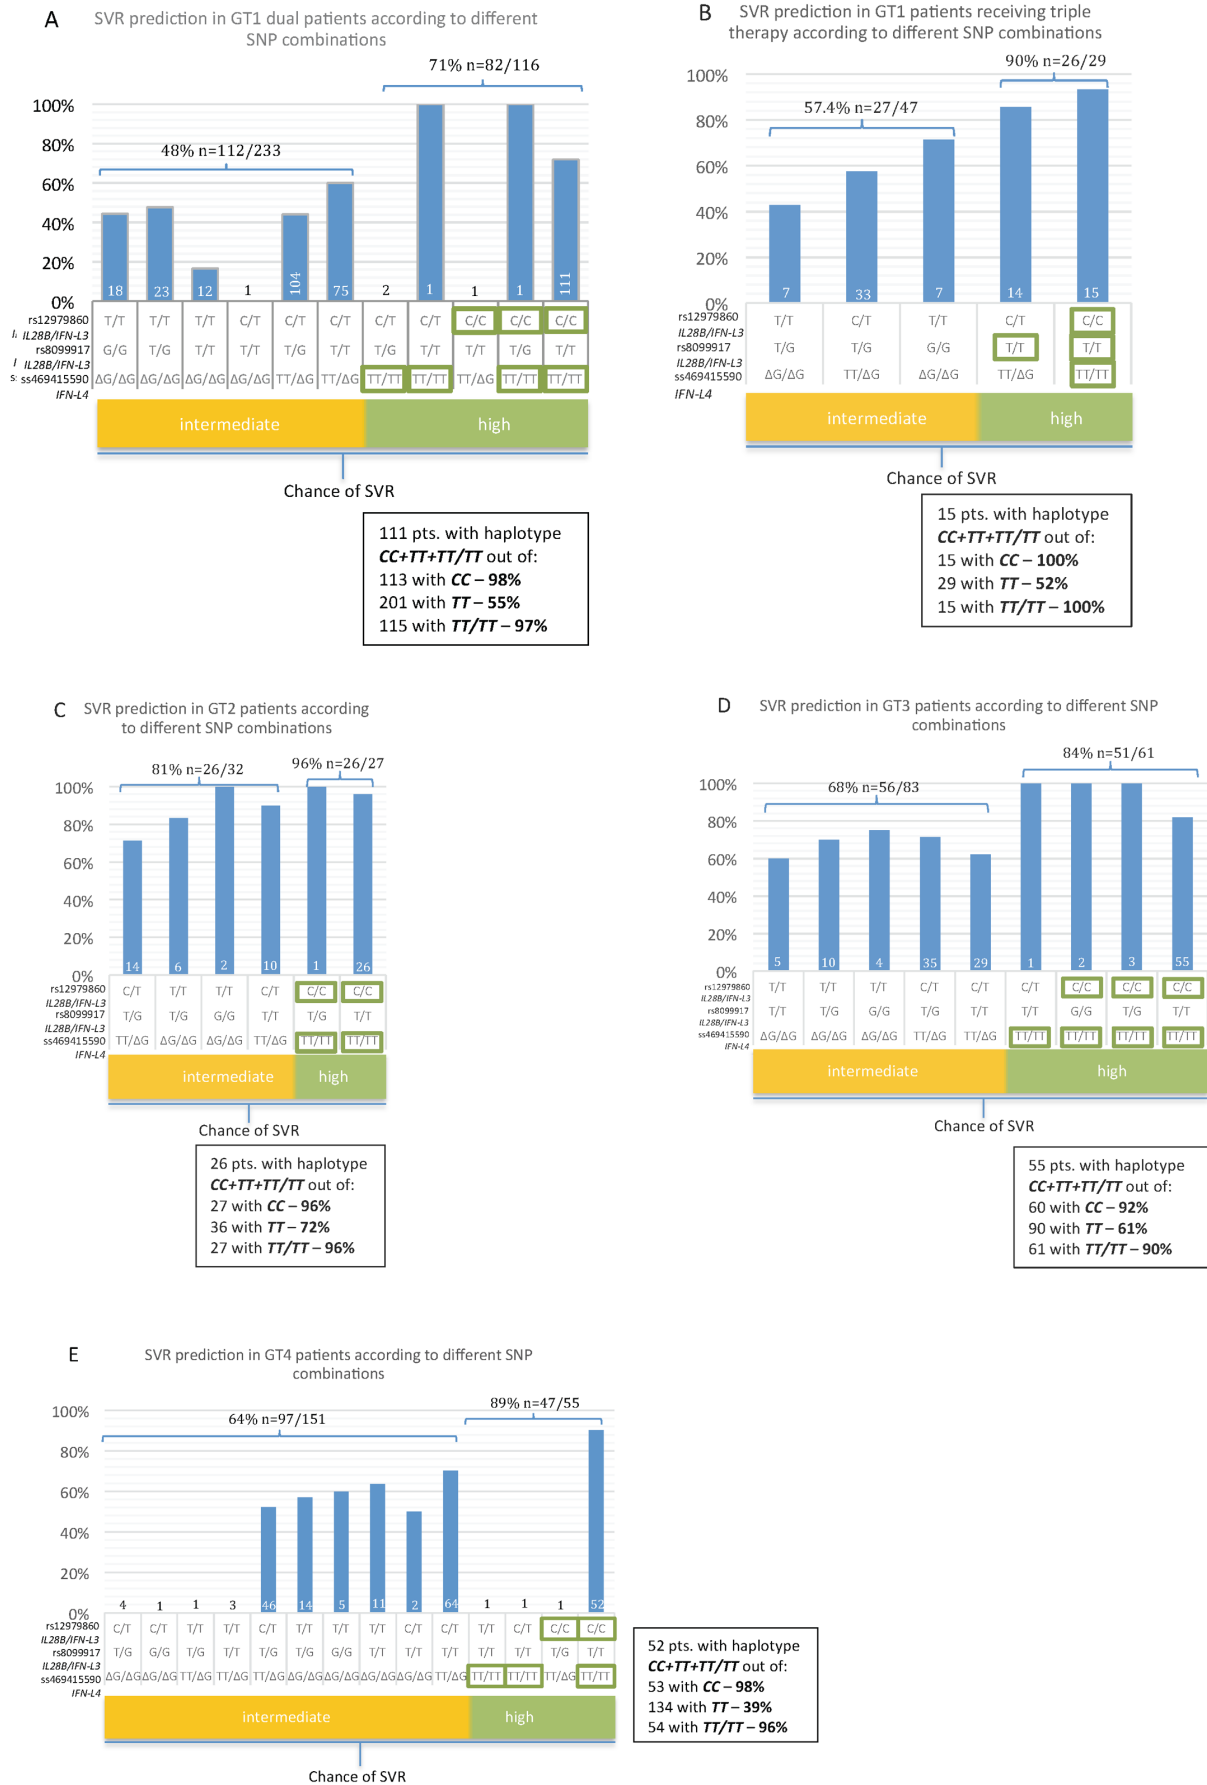 A
SVR prediction in GT1 dual patients according to different
SNP combinations
71% n=82/116
48% n=112/233
100%
80%
60%
40%
20%
0%
18 23 12 1 104 75 2 1 1 1 111
rs12979860 T/T T/T T/T C/T C/T C/T C/T C/T C/C C/C C/C
IL28B/IFN-L3
rs8099917 G/G T/G T/T T/T T/G T/T T/G T/T T/T T/G T/T
IL28B/IFN-L3
ss469415590 ΔG/ΔG ΔG/ΔG ΔG/ΔG ΔG/ΔG TT/ΔG TT/ΔG TT/TT TT/TT TT/ΔG TT/TT TT/TT
IFN-L4
intermediate high
Chance of SVR
111 pts. with haplotype
CC+TT+TT/TT out of:
113 with CC – 98%
201 with TT – 55%
115 with TT/TT – 97%
B
SVR prediction in GT1 patients receiving triple
therapy according to different SNP combinations
90% n=26/29
57.4% n=27/47
100%
80%
60%
40%
20%
0%
7 33 7 14 15
rs12979860 T/T C/T T/T C/T C/C
IL28B/IFN-L3
rs8099917 T/G T/G G/G T/T T/T
IL28B/IFN-L3
ss469415590 ΔG/ΔG TT/ΔG ΔG/ΔG TT/ΔG TT/TT
IFN-L4
intermediate high
Chance of SVR
15 pts. with haplotype
CC+TT+TT/TT out of:
15 with CC – 100%
29 with TT – 52%
15 with TT/TT – 100%
C
SVR prediction in GT2 patients according
to different SNP combinations
81% n=26/32
96% n=26/27
100%
80%
60%
40%
20%
0%
14 6 2 10 1 26
rs12979860 C/T T/T T/T C/T C/C C/C
IL28B/IFN-L3
rs8099917 T/G T/G G/G T/T T/G T/T
IL28B/IFN-L3
ss469415590 TT/ΔG ΔG/ΔG ΔG/ΔG TT/ΔG TT/TT TT/TT
IFN-L4
intermediate high
Chance of SVR
26 pts. with haplotype
CC+TT+TT/TT out of:
27 with CC – 96%
36 with TT – 72%
27 with TT/TT – 96%
D
SVR prediction in GT3 patients according to different SNP
combinations
84% n=51/61
68% n=56/83
100%
80%
60%
40%
20%
0%
5 10 4 35 29 1 2 3 55
rs12979860 T/T T/T T/T C/T C/T C/T C/C C/C C/C
IL28B/IFN-L3
rs8099917 T/T T/G G/G T/G T/T T/T G/G T/G T/T
IL28B/IFN-L3
ss469415590 ΔG/ΔG ΔG/ΔG ΔG/ΔG TT/ΔG TT/ΔG TT/TT TT/TT TT/TT TT/TT
IFN-L4
intermediate high
Chance of SVR
55 pts. with haplotype
CC+TT+TT/TT out of:
60 with CC – 92%
90 with TT – 61%
61 with TT/TT – 90%
E
SVR prediction in GT4 patients according to different SNP
combinations
89% n=47/55
64% n=97/151
100%
80%
60%
40%
20%
0%
4 1 1 3 46 14 5 11 2 64 1 1 1 52
rs12979860 C/T C/T T/T T/T C/T T/T T/T T/T C/T C/T T/T C/T C/C C/C
IL28B/IFN-L3
rs8099917 T/G G/G T/G T/T T/G T/G G/G T/T T/T T/T T/T T/T T/G T/T
IL28B/IFN-L3
ss469415590 ΔG/ΔG ΔG/ΔG TT/ΔG TT/ΔG TT/ΔG ΔG/ΔG ΔG/ΔG ΔG/ΔG ΔG/ΔG TT/ΔG TT/TT TT/TT TT/ΔG TT/TT
IFN-L4
intermediate high
Chance of SVR
52 pts. with haplotype
CC+TT+TT/TT out of:
53 with CC – 98%
134 with TT – 39%
54 with TT/TT – 96%